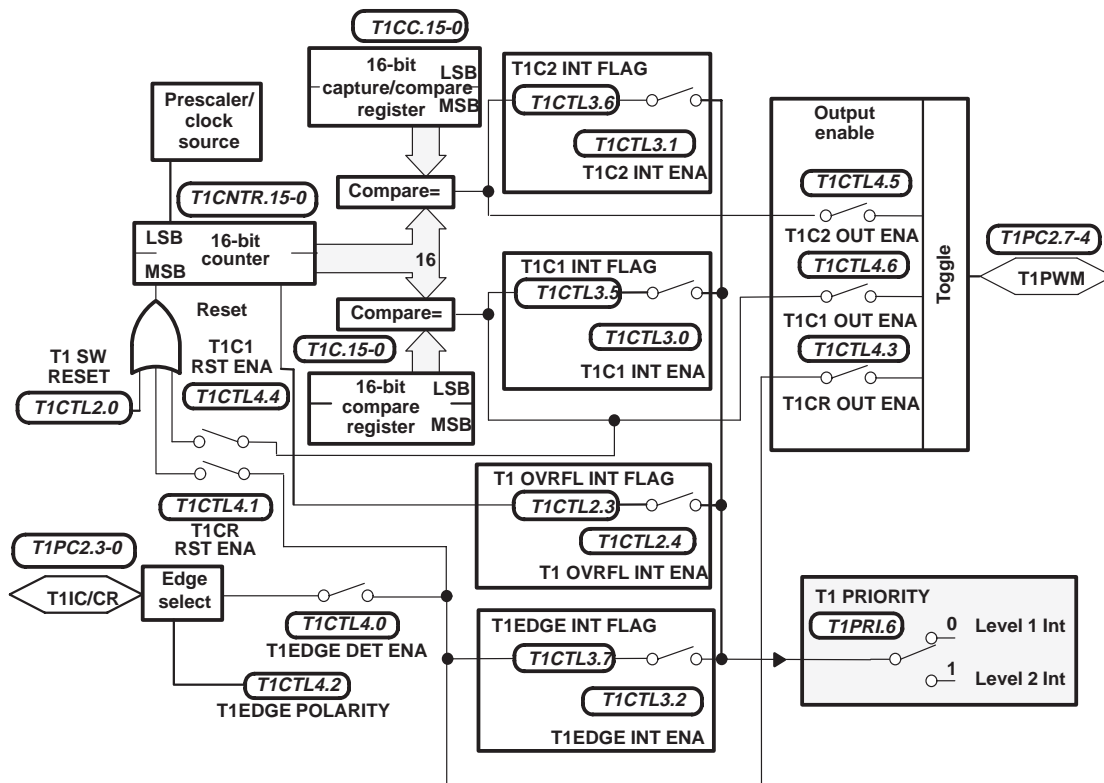 T1CC.15-0
16-bit
capture/compare
register
LSB
MSB
Prescaler/
clock
source
T1C2 INT FLAG
T1CTL3.6
T1CTL3.1
T1C2 INT ENA
Output
enable
T1CTL4.5
T1C2 OUT ENA
T1CTL4.6
T1C1 OUT ENA
T1CTL4.3
T1CR OUT ENA
Toggle
T1PC2.7-4
T1PWM
T1CNTR.15-0
LSB
MSB
16-bit
counter
Compare=
16
Compare=
Reset
T1C1 INT FLAG
T1CTL3.5
T1CTL3.0
T1C1 INT ENA
T1C.15-0
16-bit
compare
register
LSB
MSB
T1 SW
RESET
T1CTL2.0
T1C1
RST ENA
T1CTL4.4
T1CTL4.1
T1CR
RST ENA
T1 OVRFL INT FLAG
T1CTL2.3
T1CTL2.4
T1 OVRFL INT ENA
T1PC2.3-0
T1IC/CR
Edge
select
T1CTL4.0
T1EDGE DET ENA
T1CTL4.2
T1EDGE POLARITY
T1EDGE INT FLAG
T1CTL3.7
T1CTL3.2
T1EDGE INT ENA
T1 PRIORITY
T1PRI.6
0
Level 1 Int
1
Level 2 Int